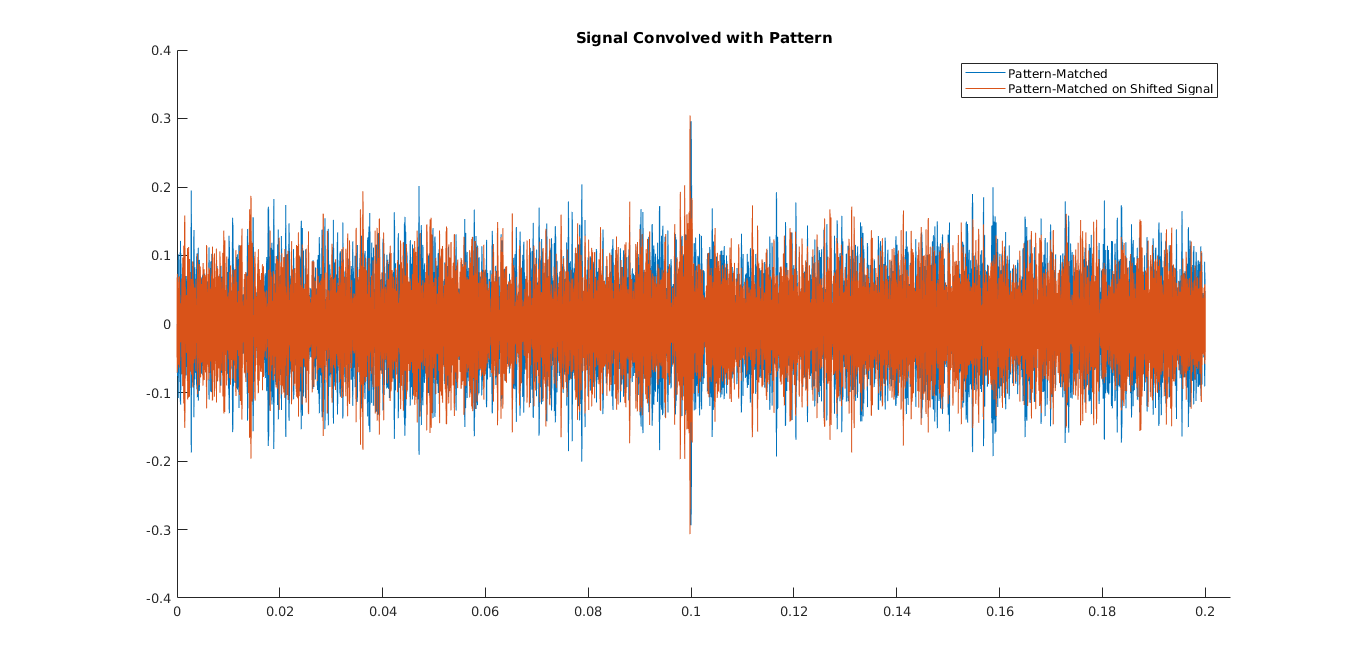 Signal Convolved with Pattern
Pattern-Matched
Pattern-Matched on Shifted Signal
0.4
0.3
0.2
0.1
0
-0.1
-0.2
-0.3
-0.4
0 0.02 0.04 0.06 0.08 0.1 0.12 0.14 0.16 0.18 0.2